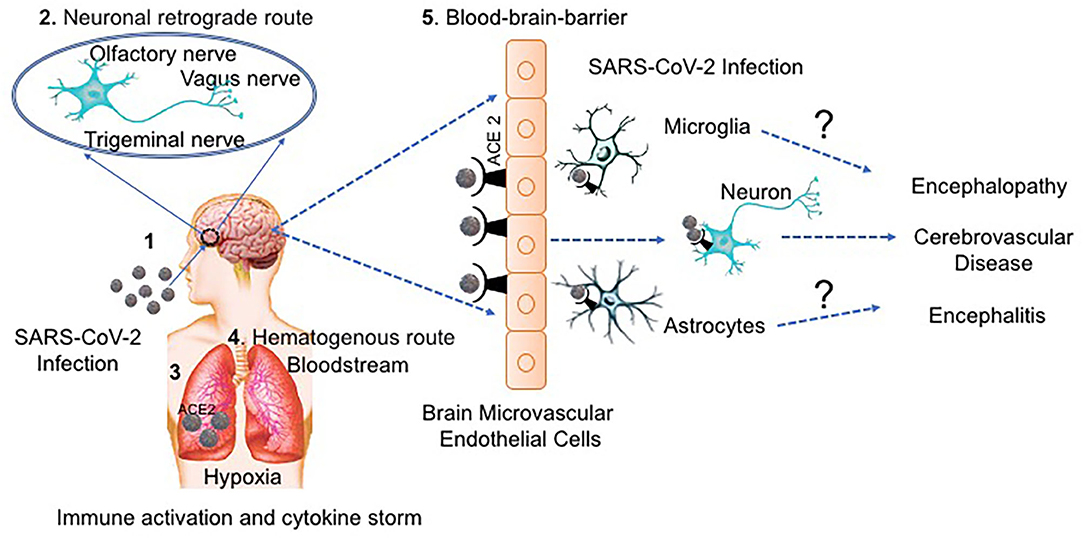 2. Neuronal retrograde route
Olfactory nerve
Vagus nerve
Trigeminal nerve
1
SARS-CoV-2
Infection
4. Hematogenous route
Bloodstream
3
ACE2
Hypoxia
Immune activation and cytokine storm
5. Blood-brain-barrier
ACE 2
Brain Microvascular
Endothelial Cells
SARS-CoV-2 Infection
Microglia
?
Neuron
Astrocytes
?
Encephalopathy
Cerebrovascular
Disease
Encephalitis